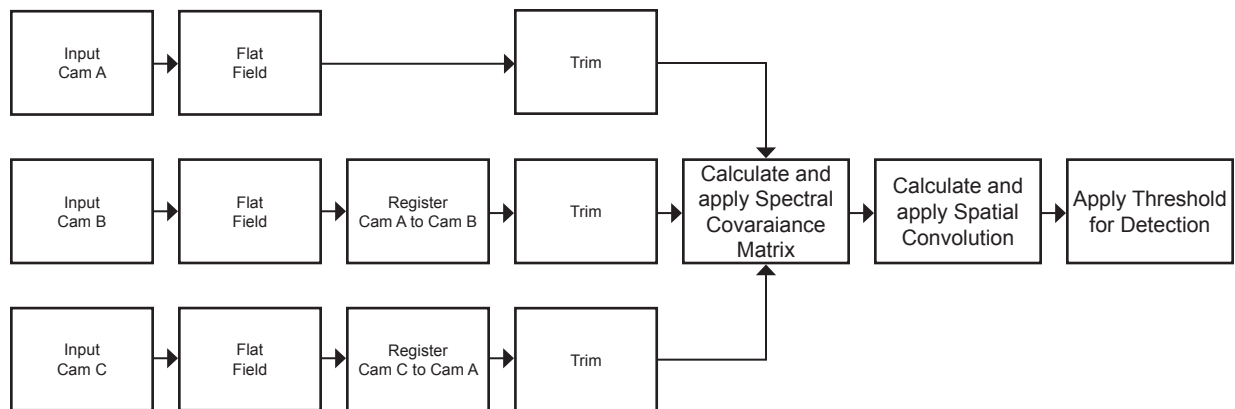 Input
Cam A
Flat
Field
Trim
Input
Cam B
Flat
Field
Register
Cam A to Cam B
Trim
Calculate and
apply Spectral
Covaraiance
Matrix
Calculate and
apply Spatial
Convolution
Apply Threshold
for Detection
Input
Cam C
Flat
Field
Register
Cam C to Cam A
Trim